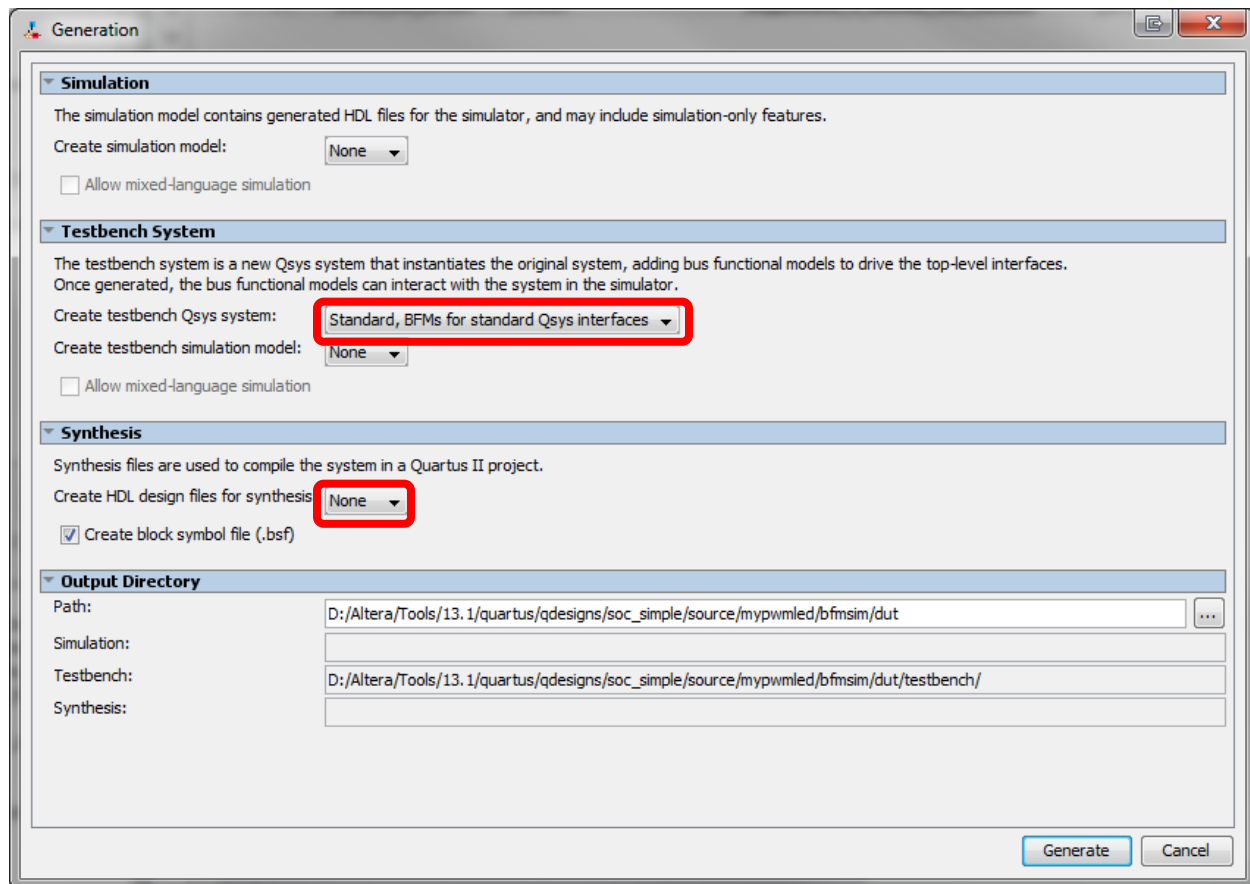 Generation
Simulation
The simulation model contains generated HDL files for the simulator, and may include simulation-only features.
Create simulation model: None
Allow mixed-language simulation
Testbench System
The testbench system is a new Qsys system that instantiates the original system, adding bus functional models to drive the top-level interfaces.
Once generated, the bus functional models can interact with the system in the simulator.
Create testbench Qsys system: Standard, BFMs for standard Qsys interfaces
Create testbench simulation model: None
Allow mixed-language simulation
Synthesis
Synthesis files are used to compile the system in a Quartus II project.
Create HDL design files for synthesis None
Create block symbol file (.bsf)
Output Directory
Path: D:/Altera/Tools/13.1/quartus/qdesigns/soc_simple/source/mypwmled/bfmsim/dut ...
Simulation:
Testbench: D:/Altera/Tools/13.1/quartus/qdesigns/soc_simple/source/mypwmled/bfmsim/dut/testbench/
Synthesis:
Generate Cancel